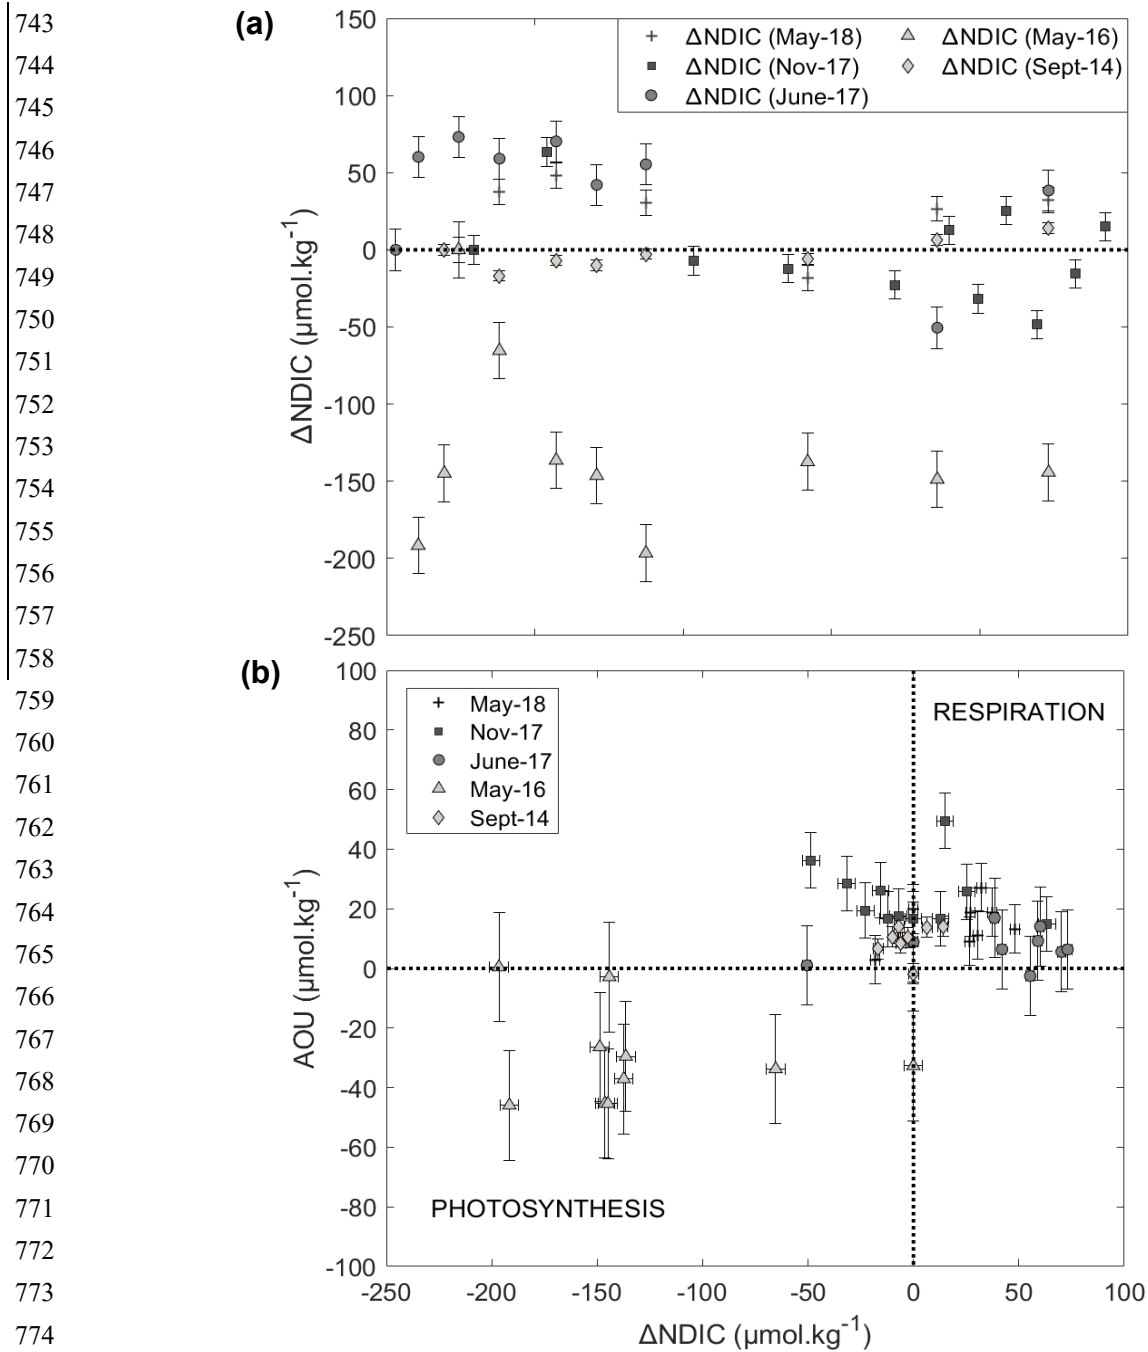 743
744
745
746
747
748
749
750
751
752
753
754
755
756
757
758
759
760
761
762
763
764
765
766
767
768
769
770
771
772
773
774
(a)
150
100
50
0
-50
-100
-150
-200
-250
ΔNDIC (µmol.kg⁻¹)
ΔNDIC (May-18)
ΔNDIC (Nov-17)
ΔNDIC (June-17)
ΔNDIC (May-16)
ΔNDIC (Sept-14)
(b)
100
80
60
40
20
0
-20
-40
-60
-80
-100
AOU (µmol.kg⁻¹)
May-18
Nov-17
June-17
May-16
Sept-14
RESPIRATION
PHOTOSYNTHESIS
-250 -200 -150 -100 -50 0 50 100
ΔNDIC (µmol.kg⁻¹)